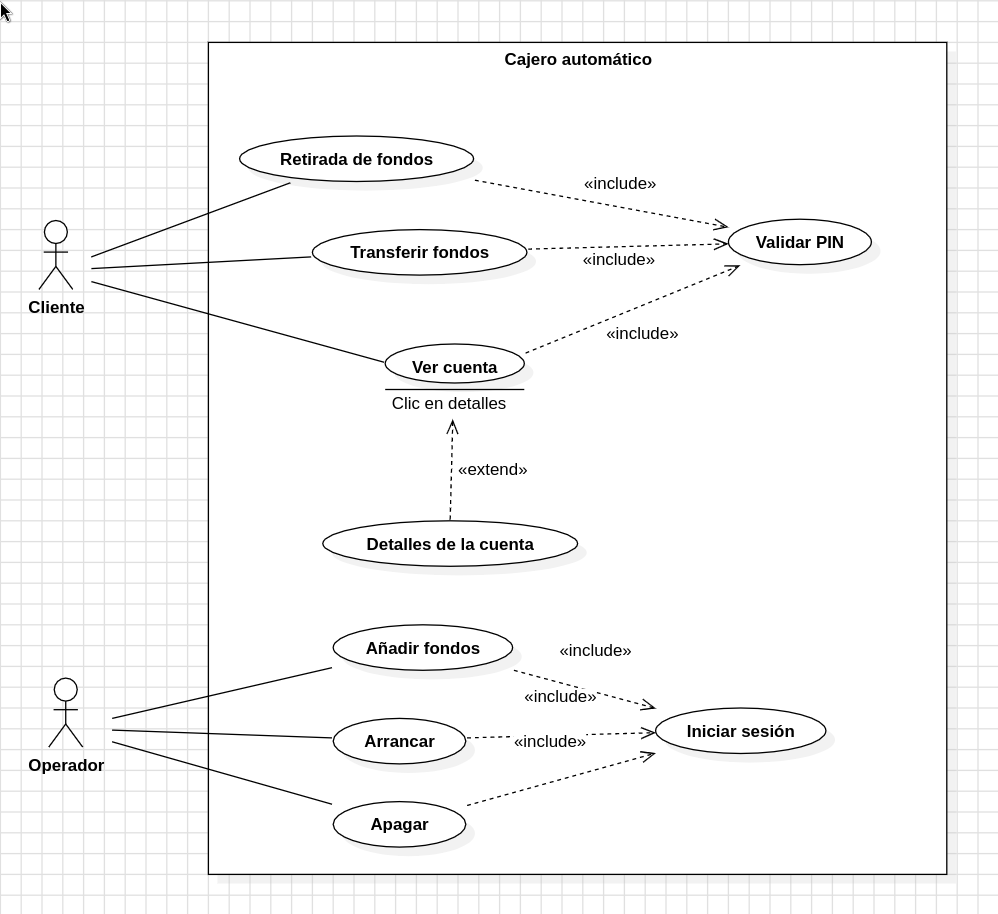 Cajero automático
Retirada de fondos
«include»
Validar PIN
Transferir fondos
«include»
Cliente
«include»
Ver cuenta
Clic en detalles
«extend»
Detalles de la cuenta
Añadir fondos
«include»
«include»
Iniciar sesión
Arrancar
«include»
Operador
Apagar